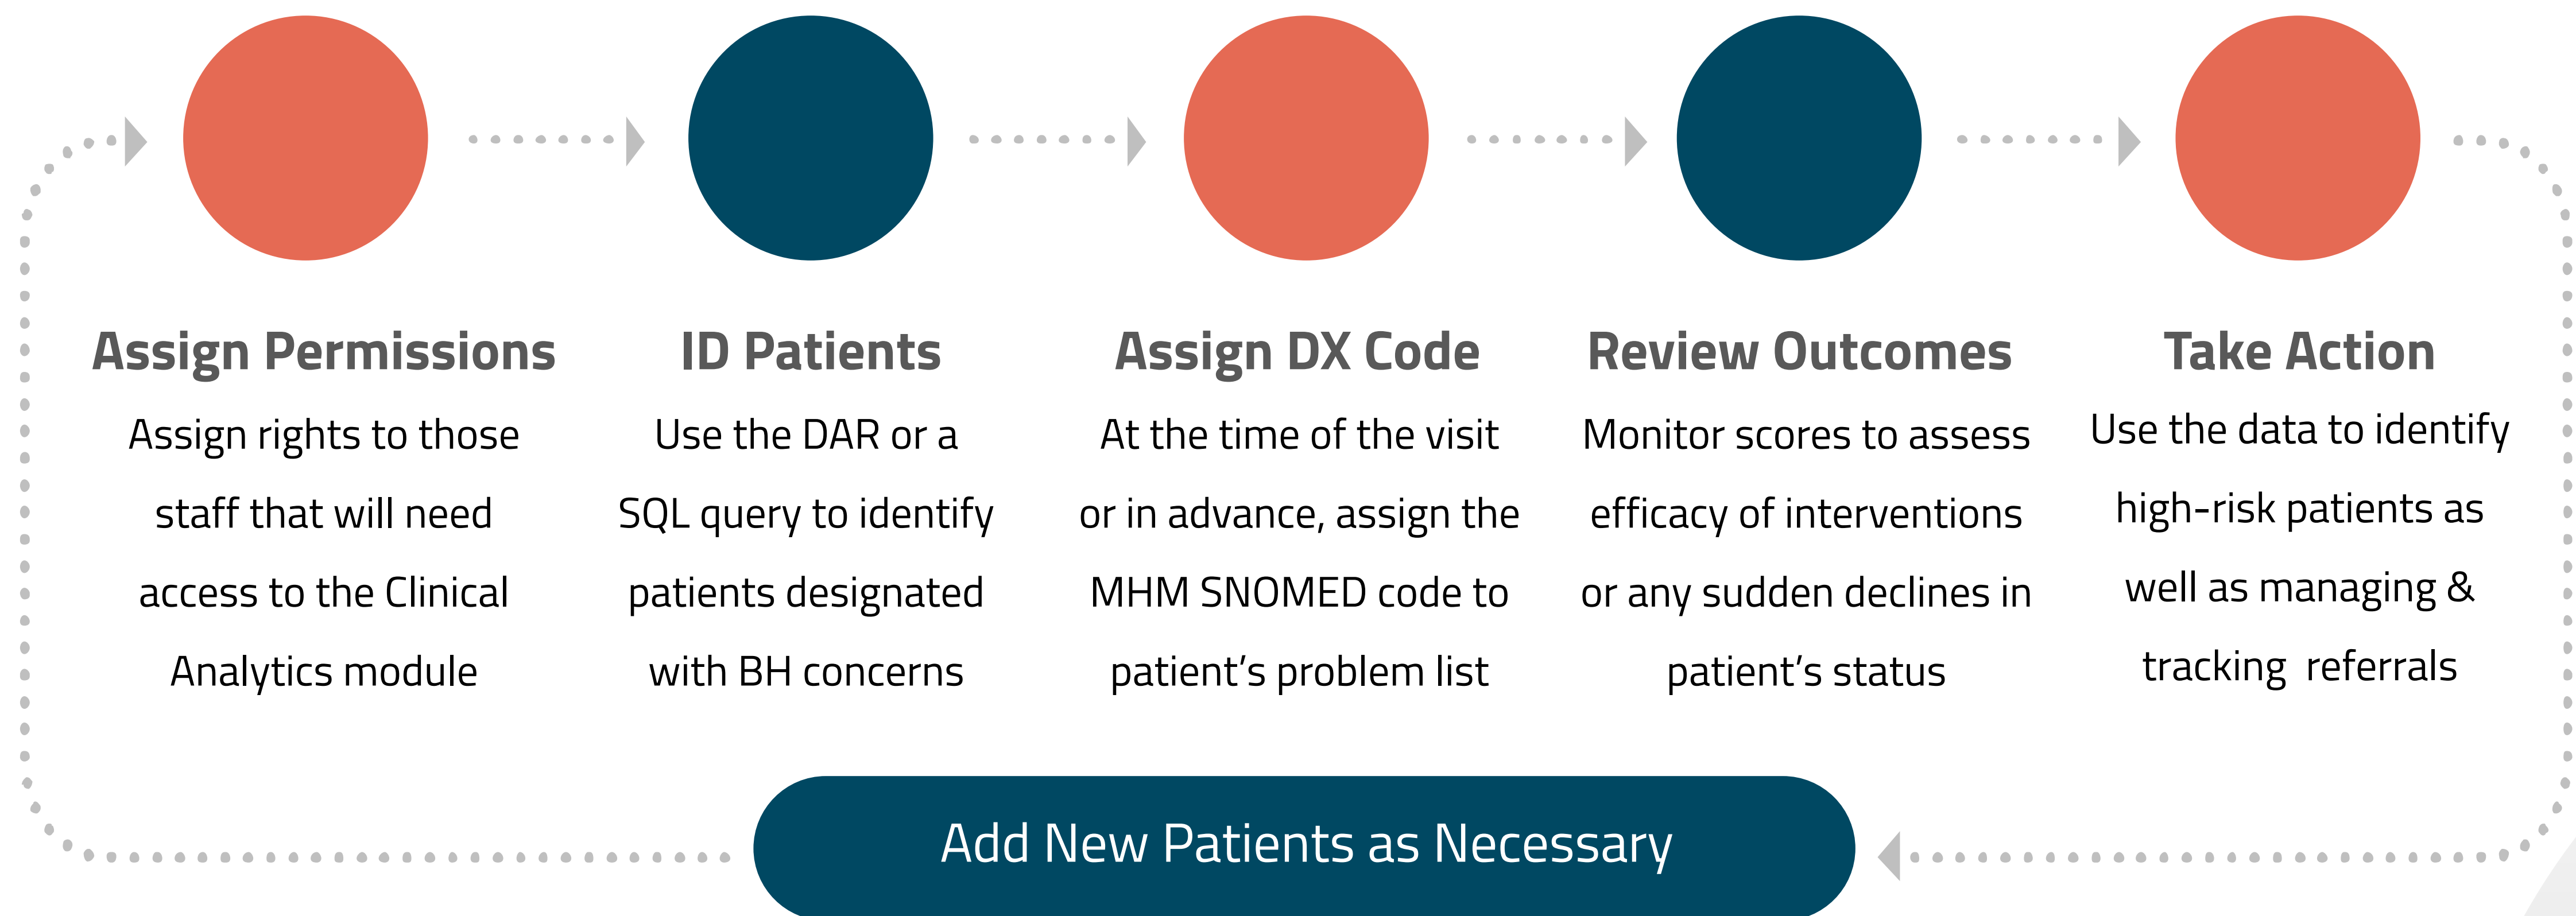 Assign Permissions
Assign rights to those
staff that will need
access to the Clinical
Analytics module
ID Patients
Use the DAR or a
SQL query to identify
patients designated
with BH concerns
Assign DX Code
At the time of the visit
or in advance, assign the
MHM SNOMED code to
patient’s problem list
Review Outcomes
Monitor scores to assess
efficacy of interventions
or any sudden declines in
patient’s status
Take Action
Use the data to identify
high-risk patients as
well as managing &
tracking  referrals
Add New Patients as Necessary